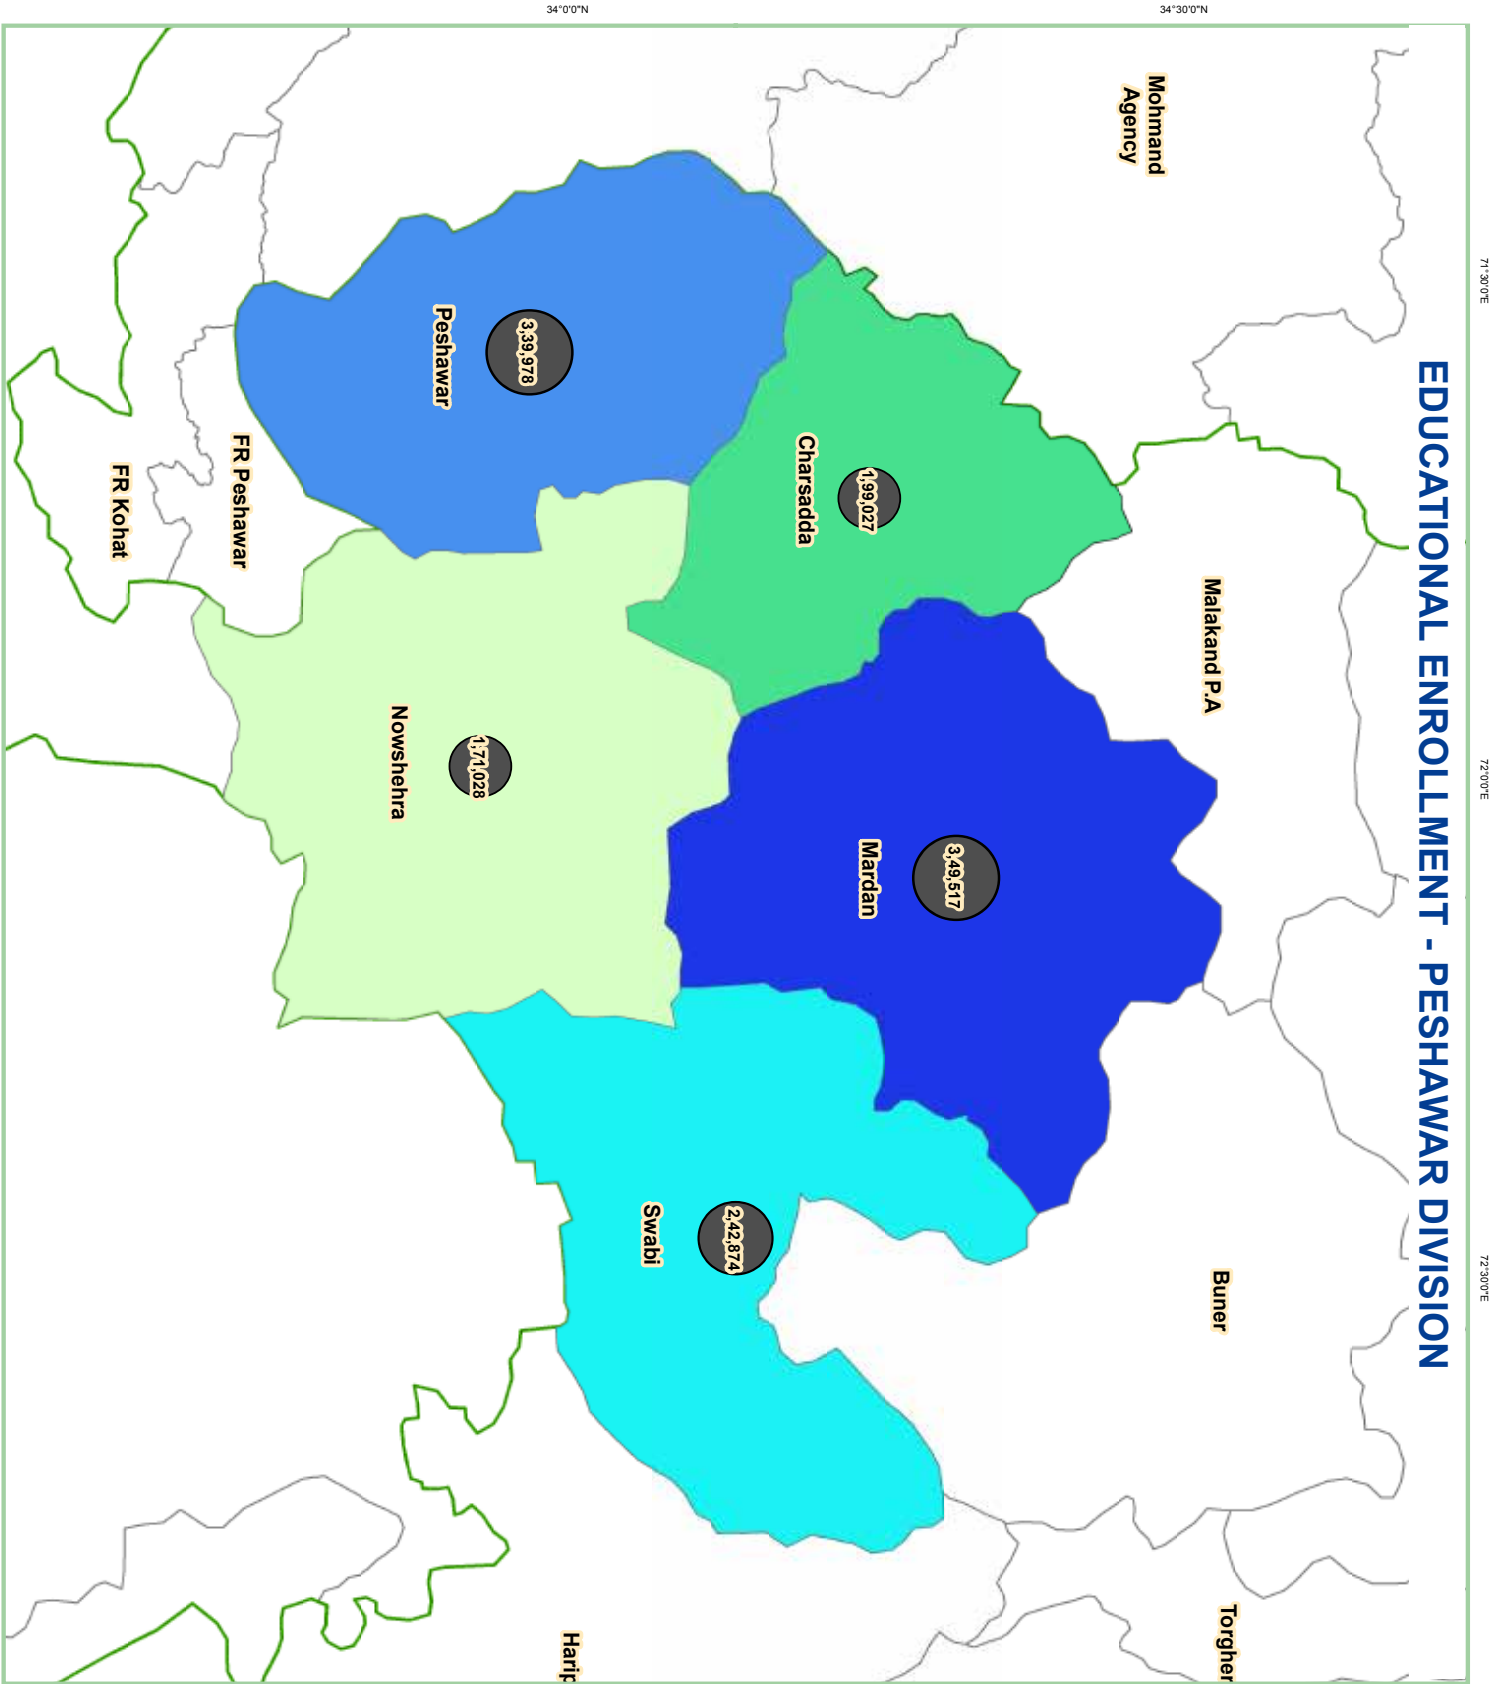 EDUCATIONAL ENROLLMENT - PESHAWAR DIVISION
71°30'0"E
72°0'0"E
72°30'0"E
34°30'0"N
34°0'0"N
Mohmand
Agency
Malakand P.A
Buner
Torgher
Charsadda
1,99,027
Mardan
3,49,517
Swabi
2,42,874
Peshawar
3,39,978
Nowshehra
1,71,028
FR Peshawar
FR Kohat
Harip